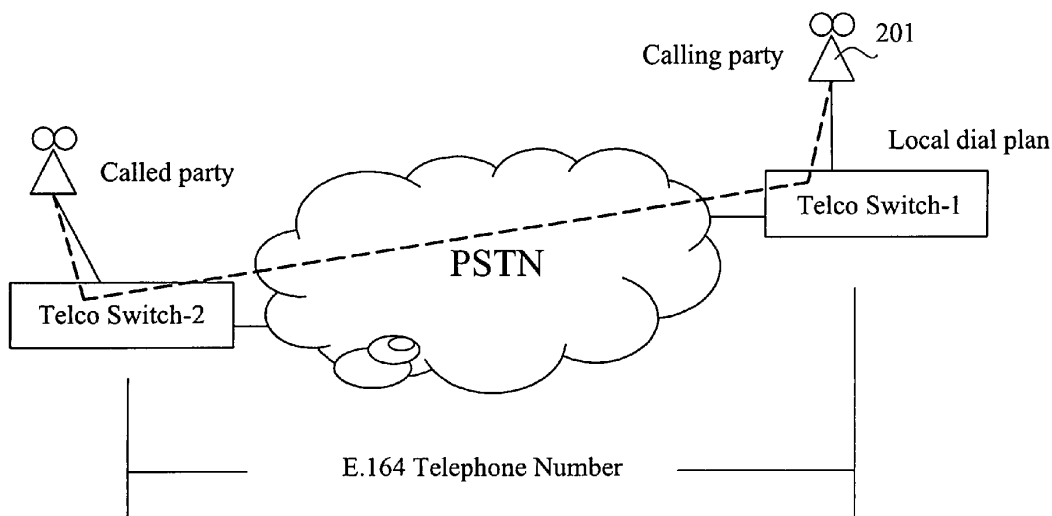 201
Calling party
Called party
Local dial plan
Telco Switch-1
PSTN
Telco Switch-2
E.164 Telephone Number